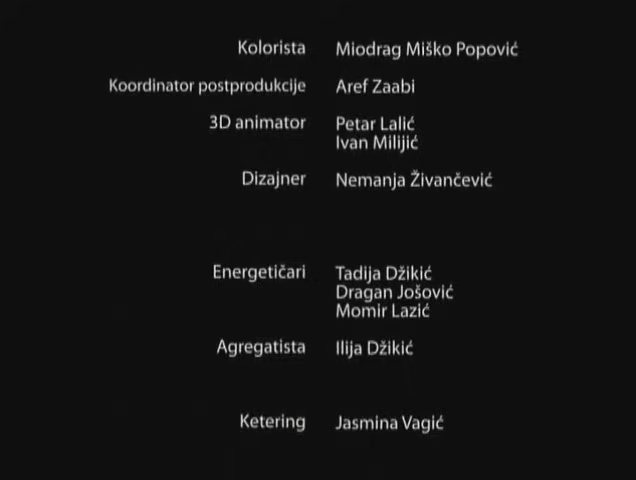 Kolorista Miodrag Miško Popović
Koordinator postprodukcije Aref Zaabi
3D animator Petar Lalić
Ivan Milijić
Dizajner Nemanja Živančević
Energetičari Tadija Džikić
Dragan Jošović
Momir Lazić
Agregatista Ilija Džikić
Ketering Jasmina Vagić